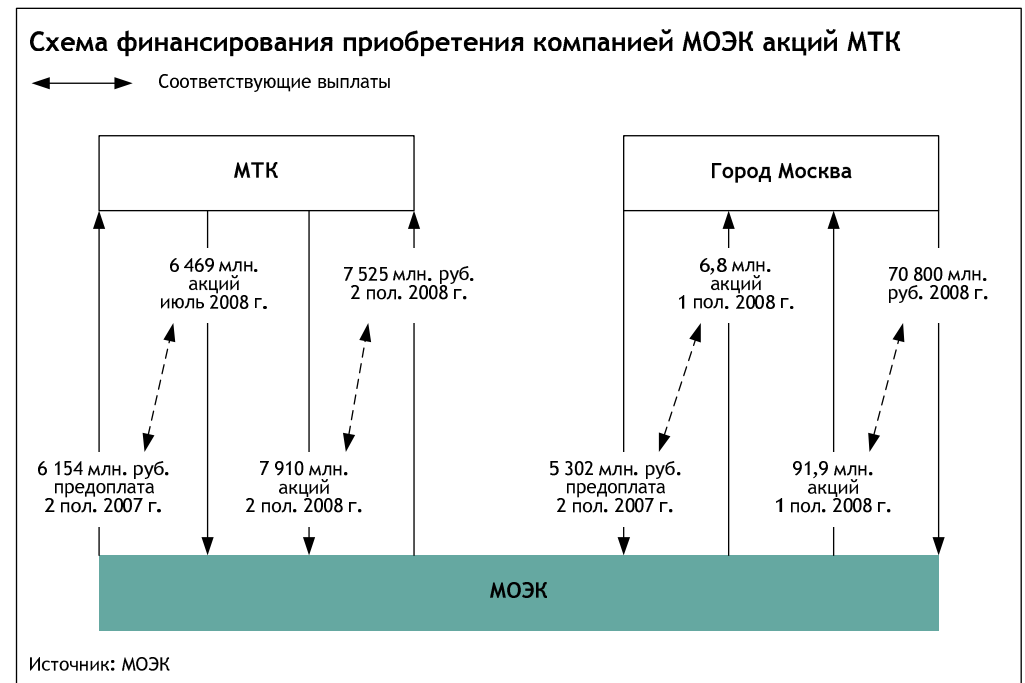 Схема финансирования приобретения компанией МОЭК акций МТК
Соответствующие выплаты
МТК
Город Москва
6 469 млн.
акций
июль 2008 г.
7 525 млн. руб.
2 пол. 2008 г.
6,8 млн.
акций
1 пол. 2008 г.
70 800 млн.
руб. 2008 г.
6 154 млн. руб.
предоплата
2 пол. 2007 г.
7 910 млн.
акций
2 пол. 2008 г.
5 302 млн. руб.
предоплата
2 пол. 2007 г.
91,9 млн.
акций
1 пол. 2008 г.
МОЭК
Источник: МОЭК